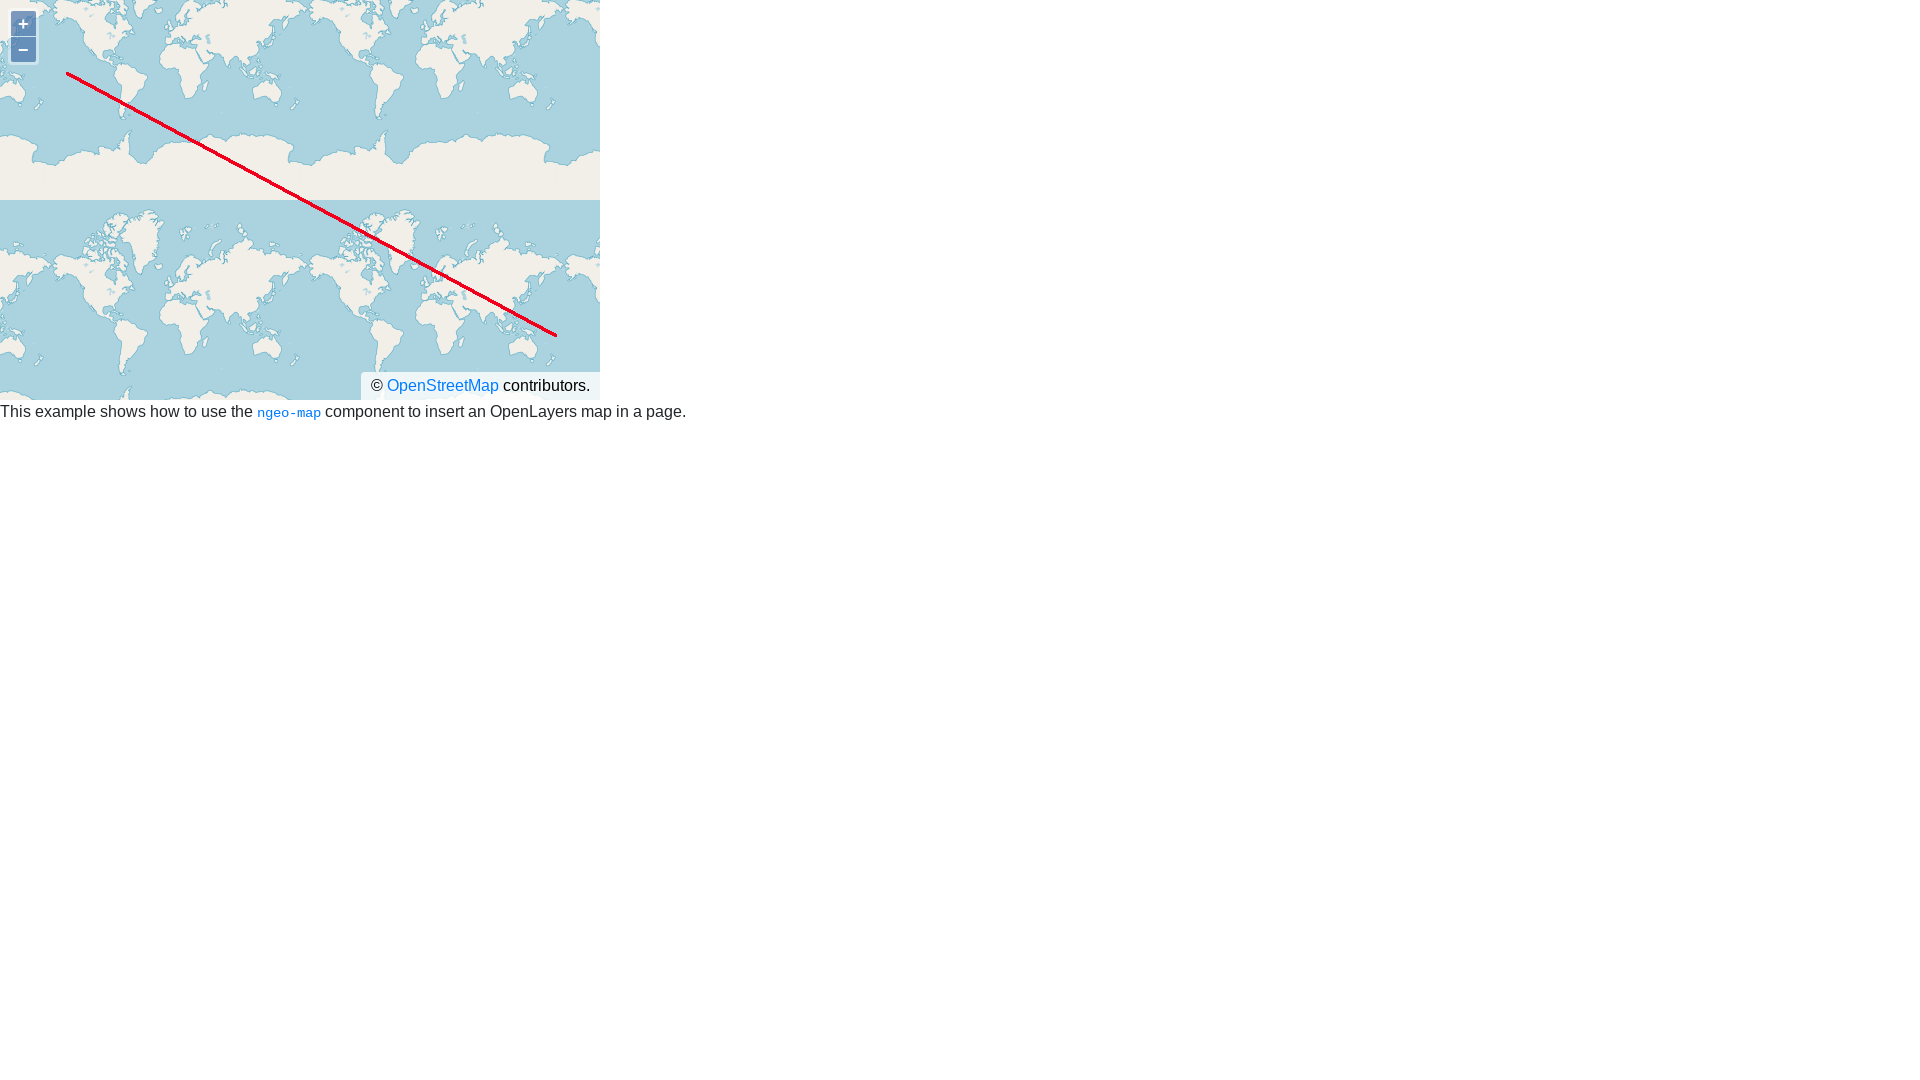 +
−
© OpenStreetMap contributors.
This example shows how to use the ngeo-map component to insert an OpenLayers map in a page.